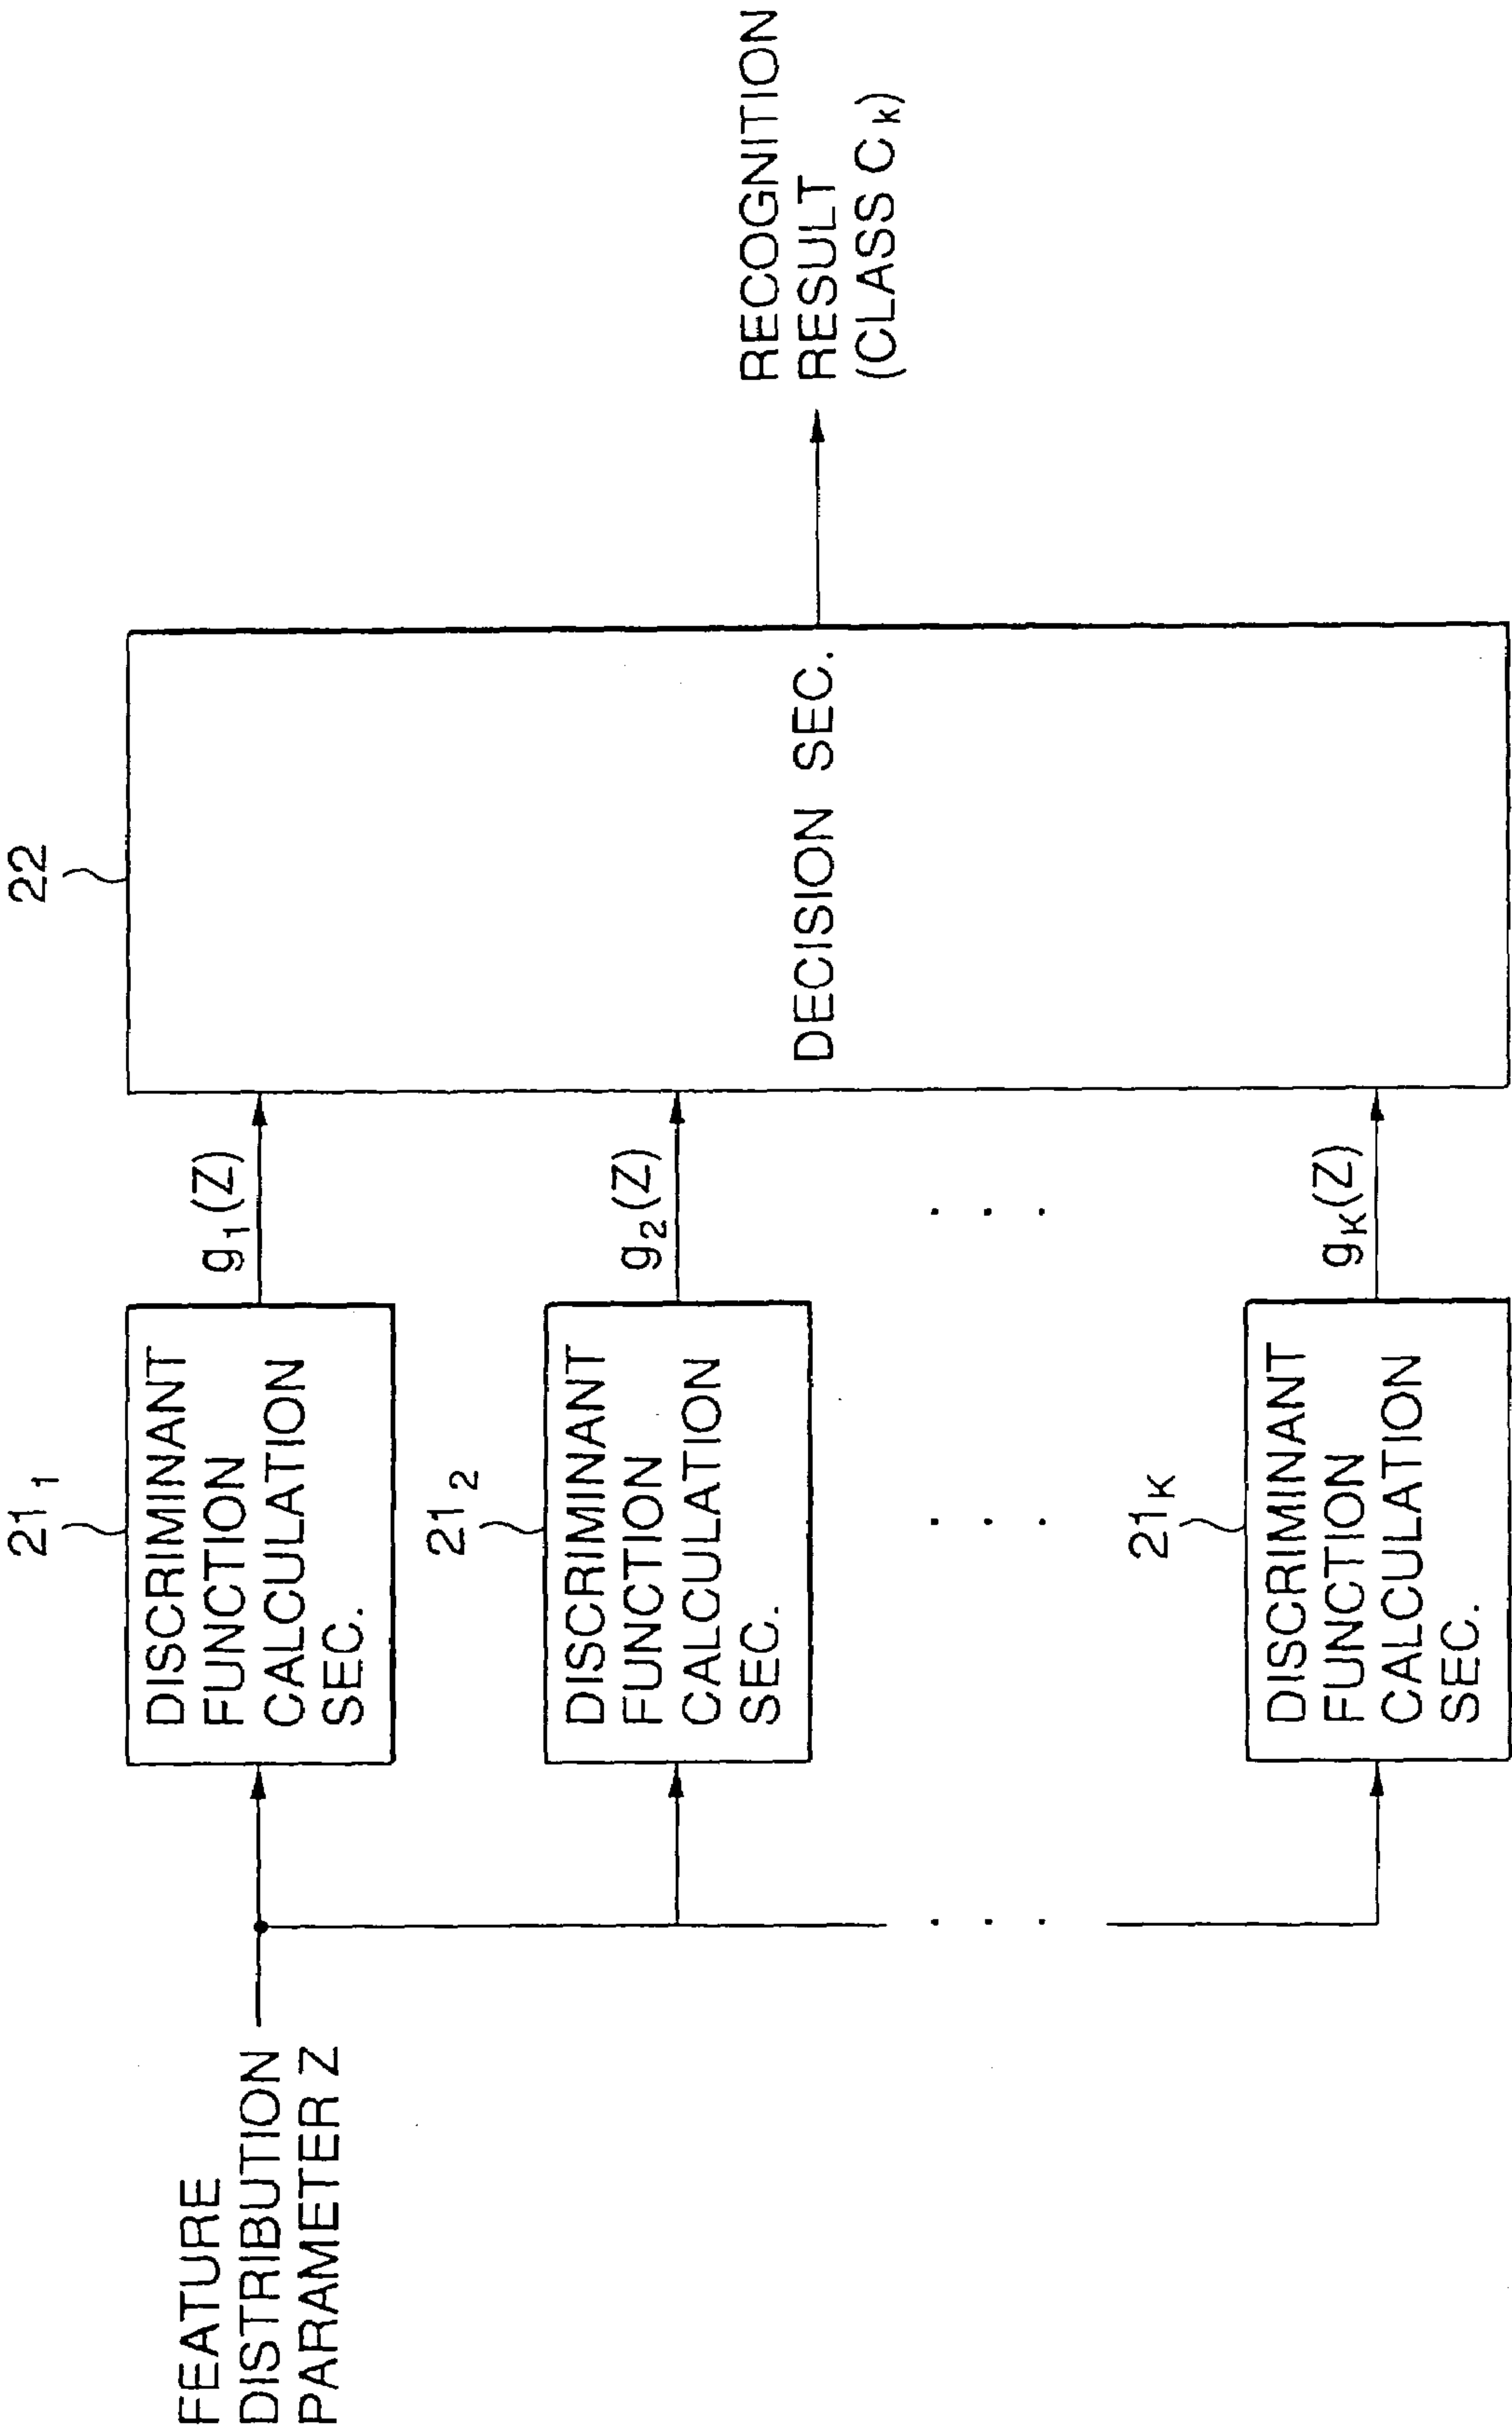 FEATURE
DISTRIBUTION
PARAMETER Z
21₁
DISCRIMINANT
FUNCTION
CALCULATION
SEC.
g₁(Z)
21₂
DISCRIMINANT
FUNCTION
CALCULATION
SEC.
g₂(Z)
. . .
. . .
. . .
21K
DISCRIMINANT
FUNCTION
CALCULATION
SEC.
gK(Z)
22
DECISION SEC.
RECOGNITION
RESULT
(CLASS Ck)